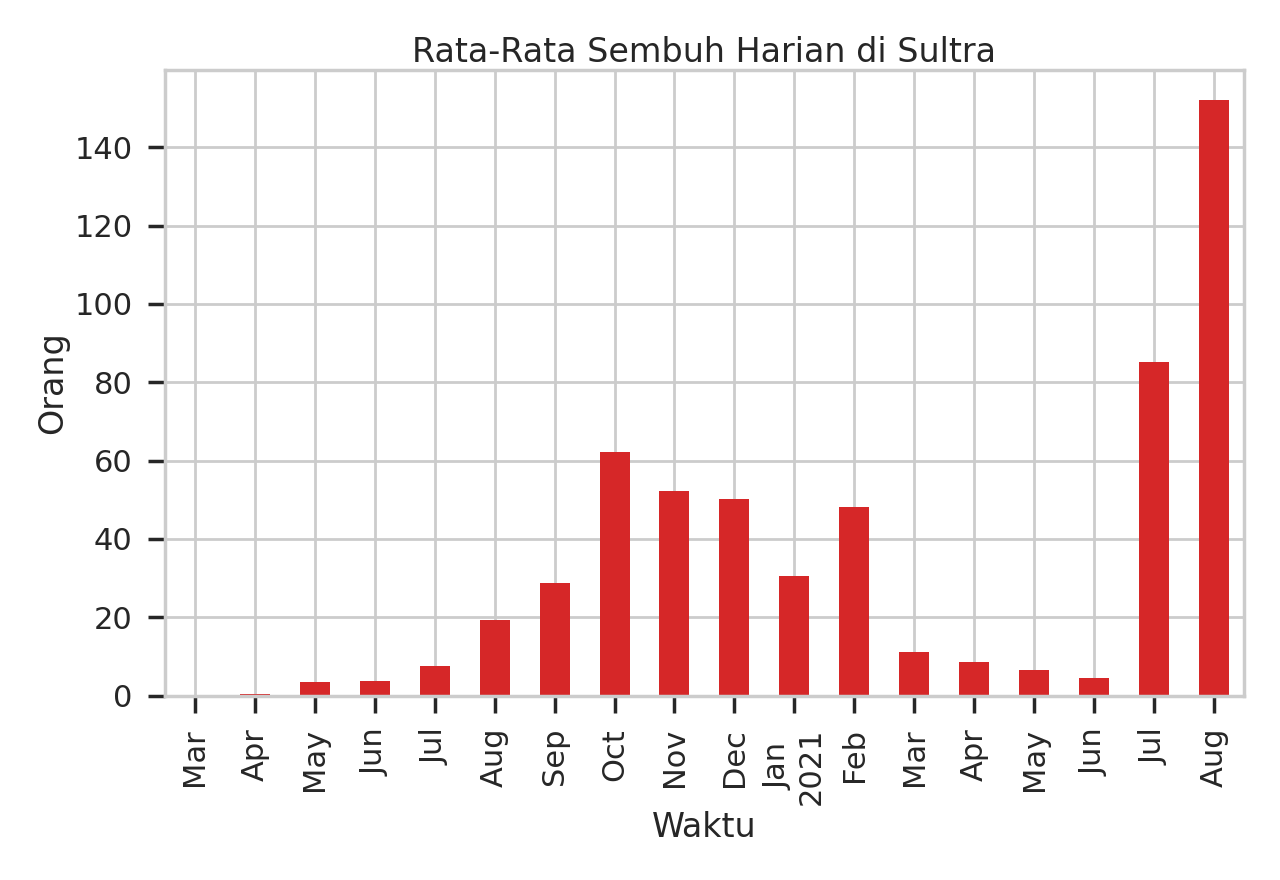 Rata-Rata Sembuh Harian di Sultra
Orang
140
120
100
80
60
40
20
0
Mar
Apr
May
Jun
Jul
Aug
Sep
Oct
Nov
Dec
Jan
2021
Feb
Mar
Apr
May
Jun
Jul
Aug
Waktu